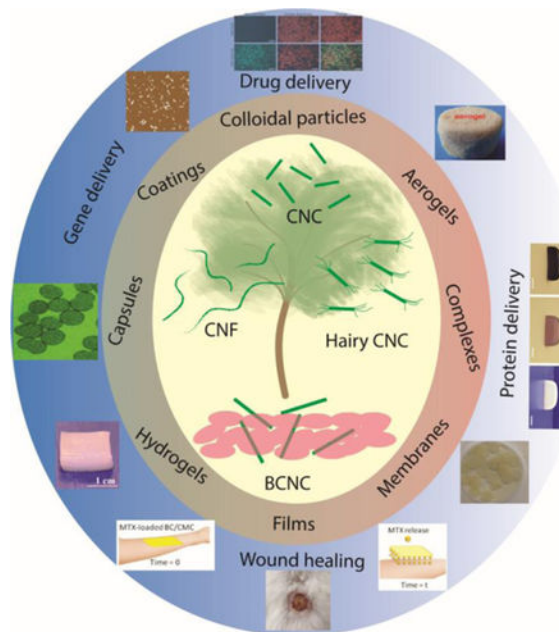 Drug delivery
Colloidal particles
Coatings
Aerogels
aerogel
Gene delivery
CNC
Capsules
CNF
Hairy CNC
Complexes
Protein delivery
Hydrogels
1 cm
BCNC
Membranes
Films
MTX-loaded BC/CMC
Time = 0
Wound healing
MTX release
Time = t